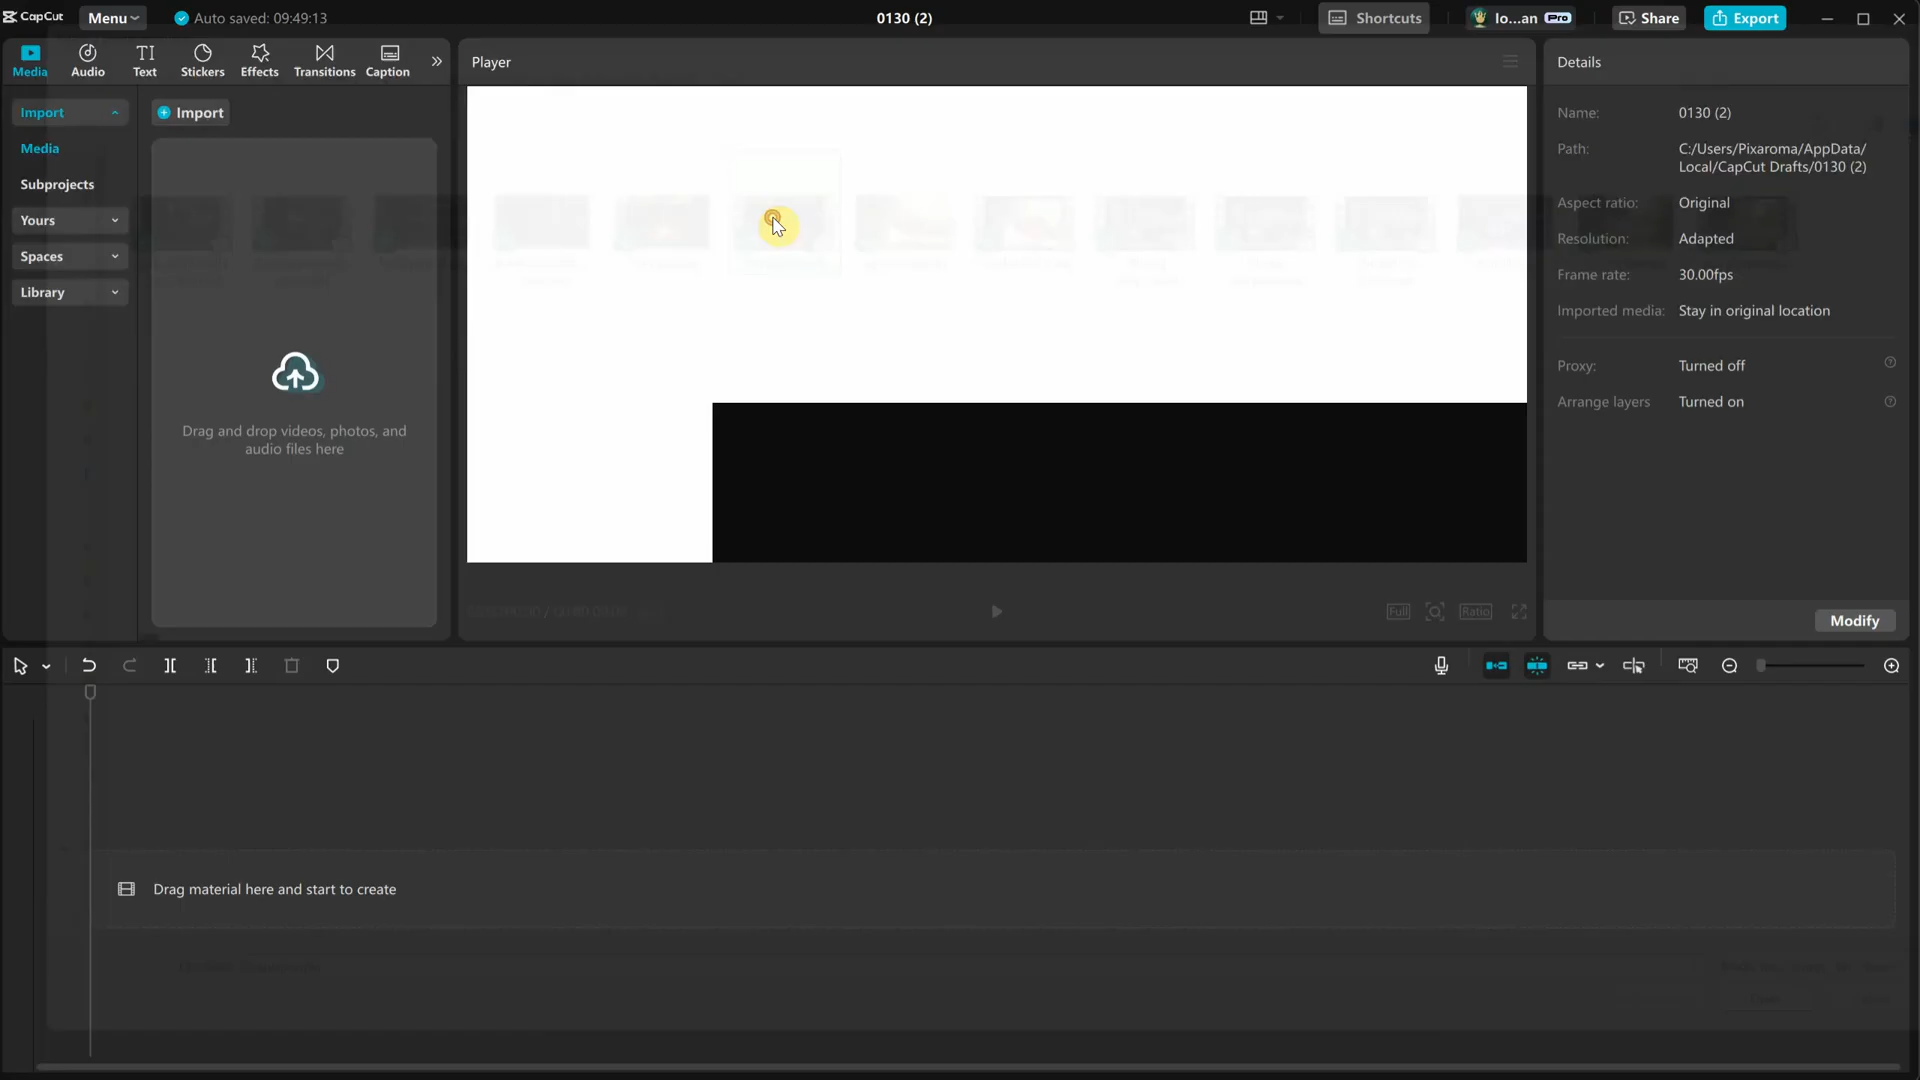 CapCut
Menu
Auto saved: 09:49:13
0130 (2)
Shortcuts
lo...an
Pro
Share
Export
Media
Audio
Text
Stickers
Effects
Transitions
Caption
Import
Media
Subprojects
Yours
Spaces
Library
Import
Drag and drop videos, photos, and
audio files here
Player
Full
Ratio
Details
Name: 0130 (2)
Path: C:/Users/Pixaroma/AppData/
Local/CapCut Drafts/0130 (2)
Aspect ratio: Original
Resolution: Adapted
Frame rate: 30.00fps
Imported media: Stay in original location
Proxy: Turned off
Arrange layers Turned on
Modify
Drag material here and start to create